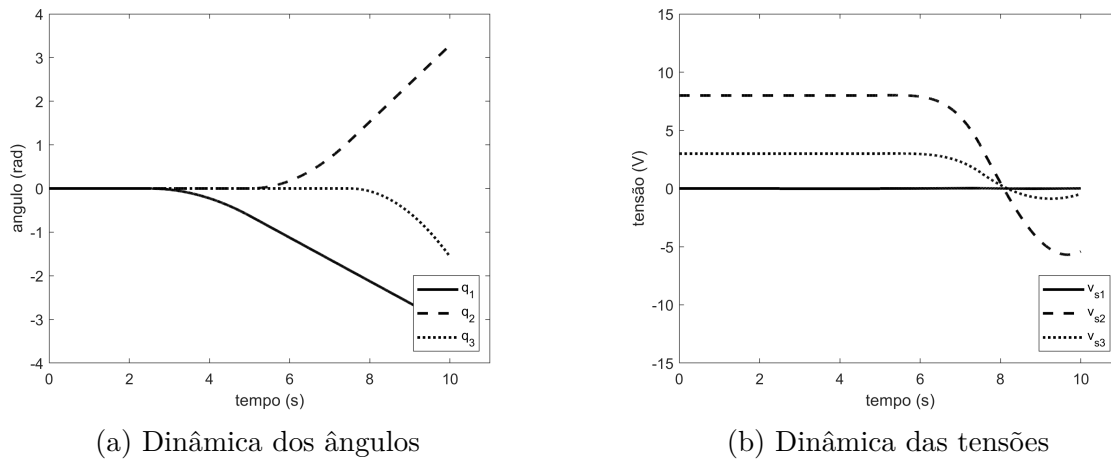 4
3
2
1
0
-1
-2
-3
-4
ângulo (rad)
0
2
4
6
8
10
tempo (s)
q1
q2
q3
(a) Dinâmica dos ângulos
15
10
5
0
-5
-10
-15
tensão (V)
0
2
4
6
8
10
tempo (s)
vs1
vs2
vs3
(b) Dinâmica das tensões